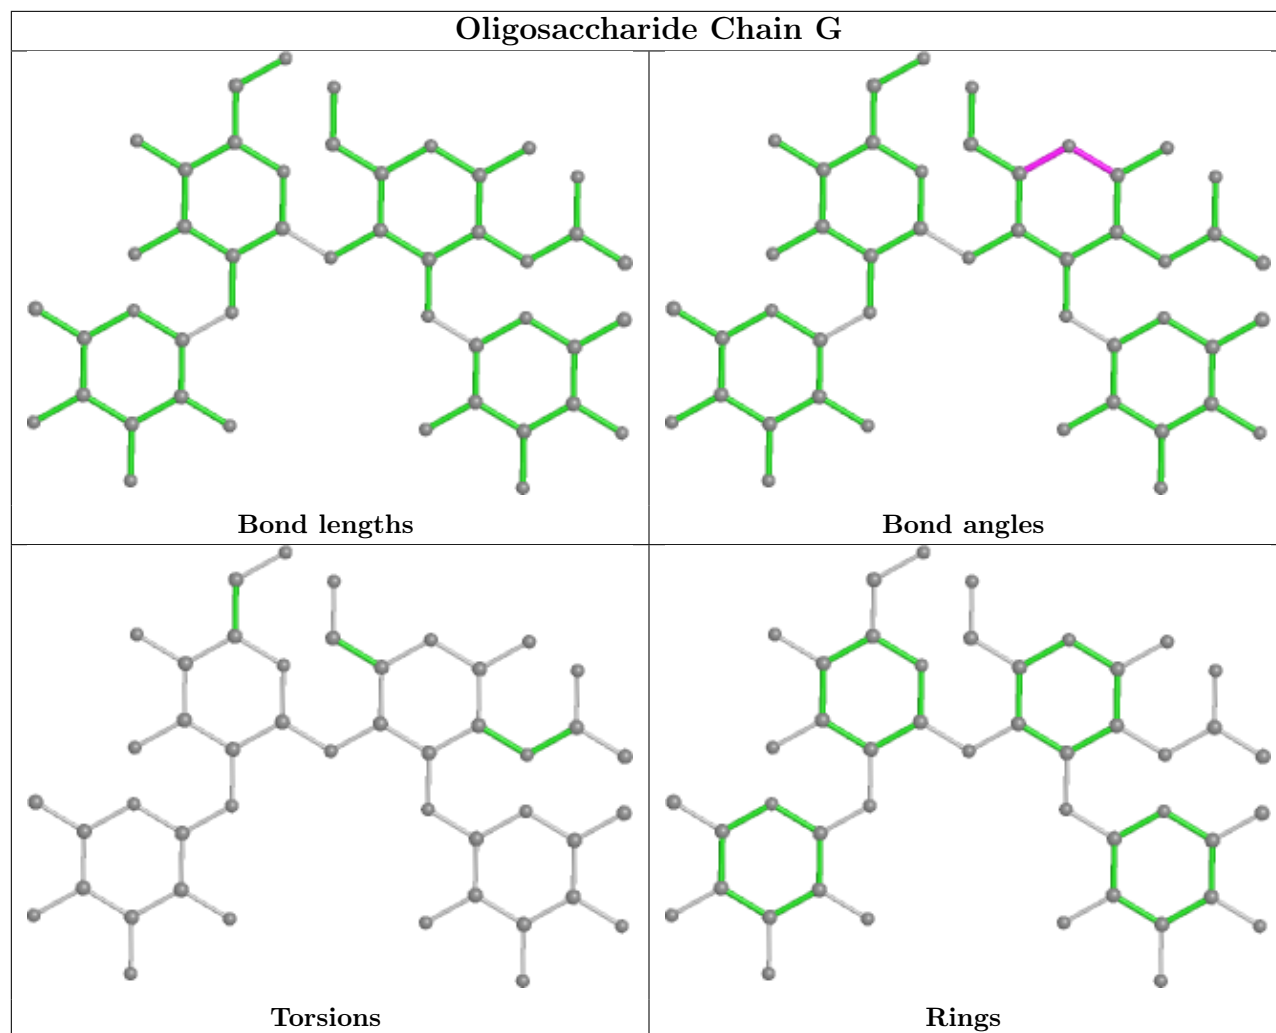 Oligosaccharide Chain G
Bond lengths
Bond angles
Torsions
Rings